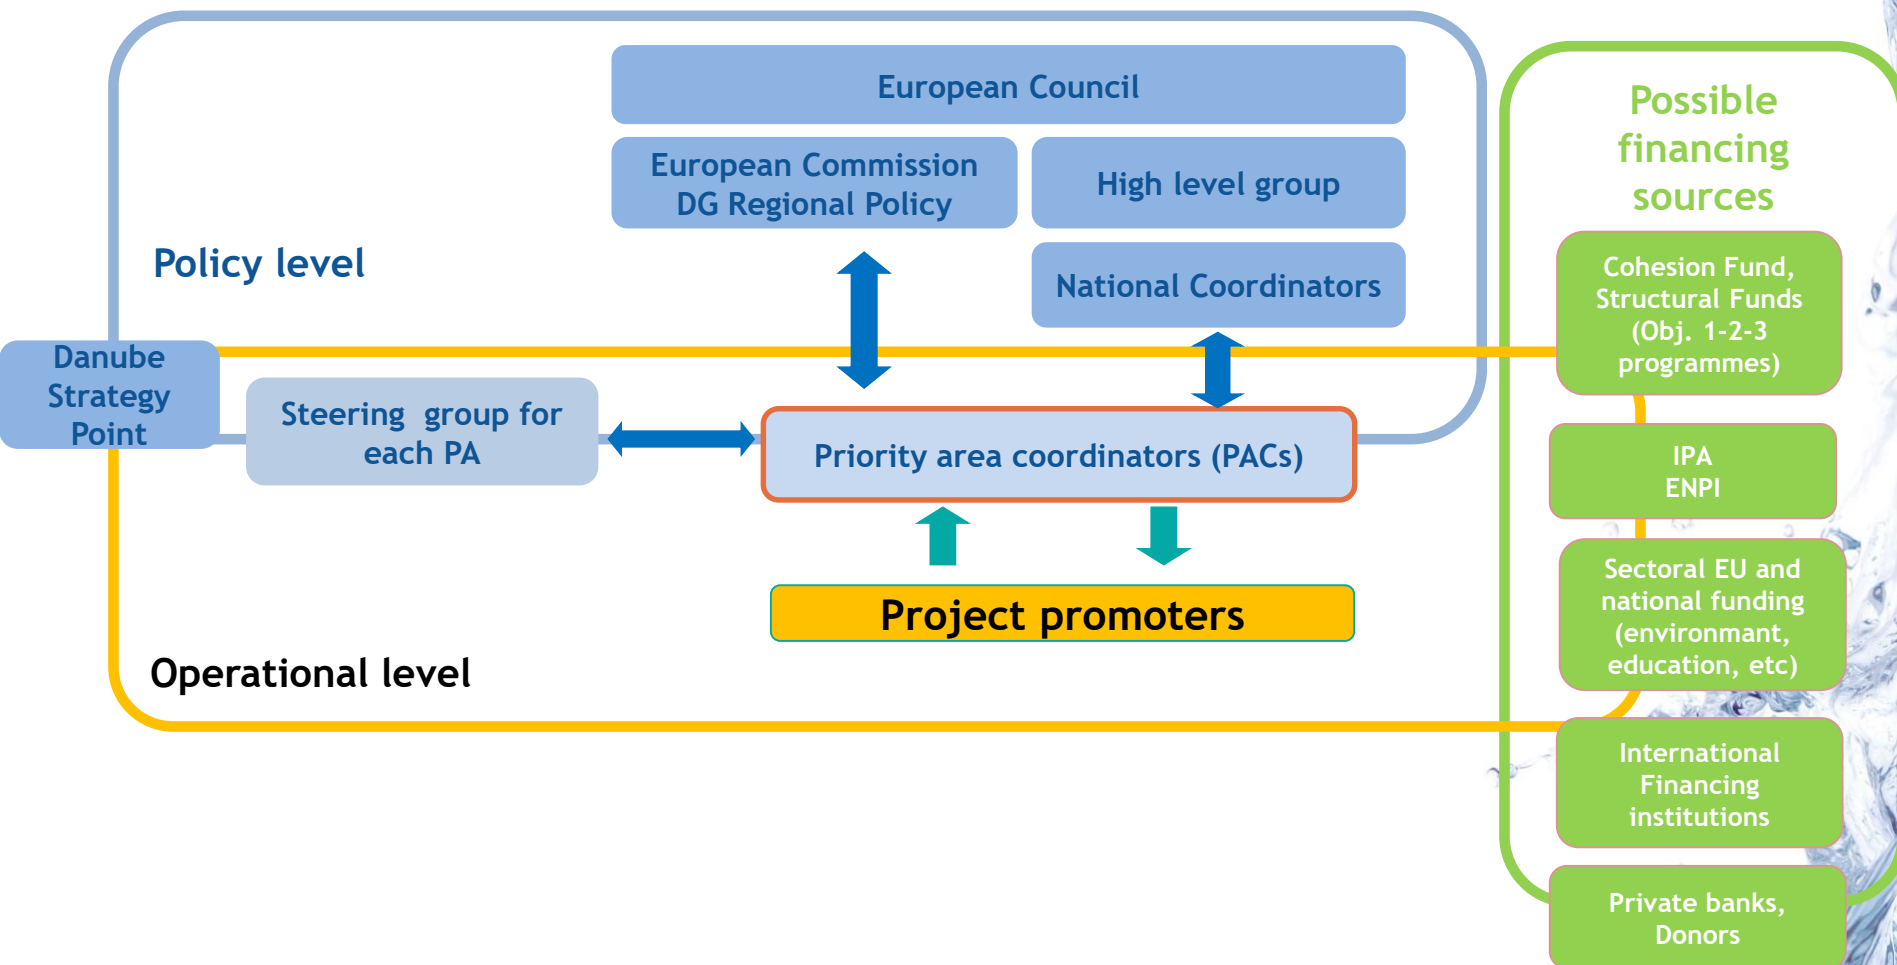 European Council
European Commission
DG Regional Policy
High level group
National Coordinators
Policy level
Danube
Strategy
Point
Steering group for
each PA
Priority area coordinators (PACs)
Project promoters
Operational level
Possible
financing
sources
Cohesion Fund,
Structural Funds
(Obj. 1-2-3
programmes)
IPA
ENPI
Sectoral EU and
national funding
(environmant,
education, etc)
International
Financing
institutions
Private banks,
Donors